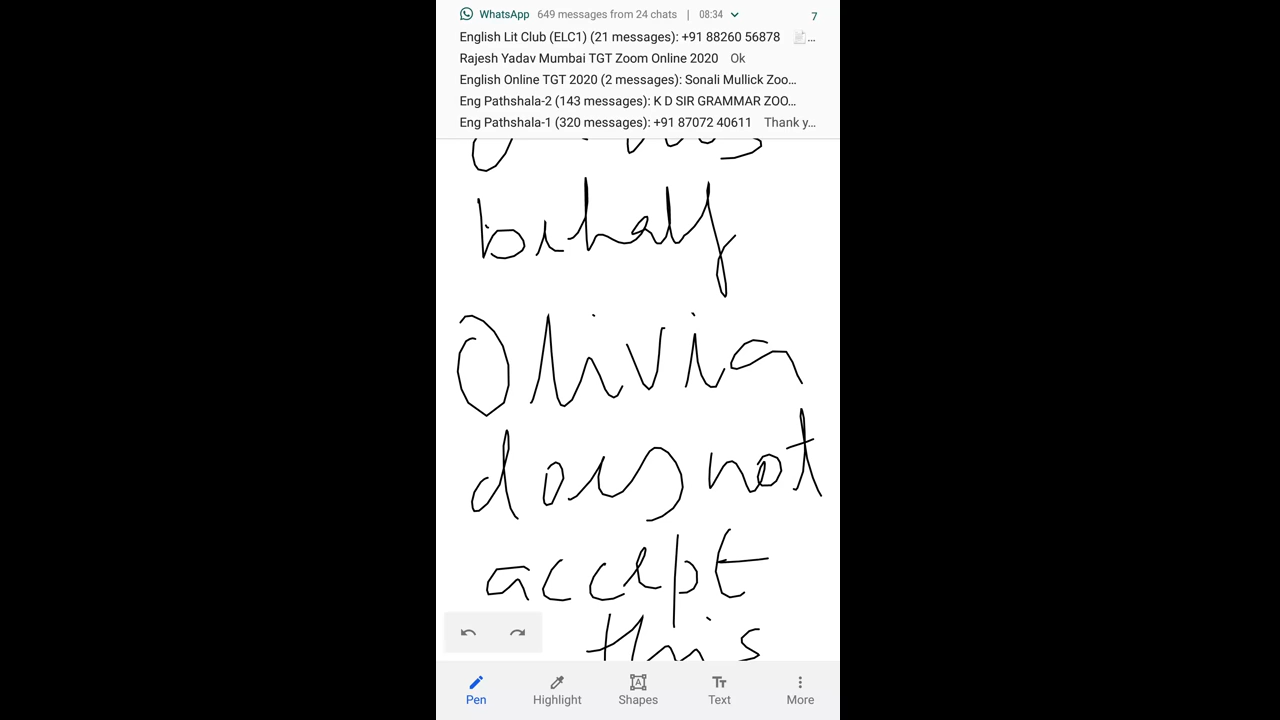 WhatsApp 649 messages from 24 chats | 08:34 7
English Lit Club (ELC1) (21 messages): +91 88260 56878 …
Rajesh Yadav Mumbai TGT Zoom Online 2020 Ok
English Online TGT 2020 (2 messages): Sonali Mullick Zoo…
Eng Pathshala-2 (143 messages): K D SIR GRAMMAR ZOO…
Eng Pathshala-1 (320 messages): +91 87072 40611 Thank y…
behalf
Olivia
does not
accept
this
Pen Highlight Shapes Text More